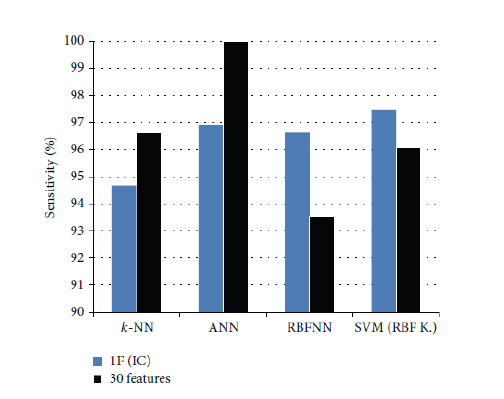 Sensitivity (%)
100
99
98
97
96
95
94
93
92
91
90
k-NN ANN RBFNN SVM (RBF K.)
1F (IC)
30 features